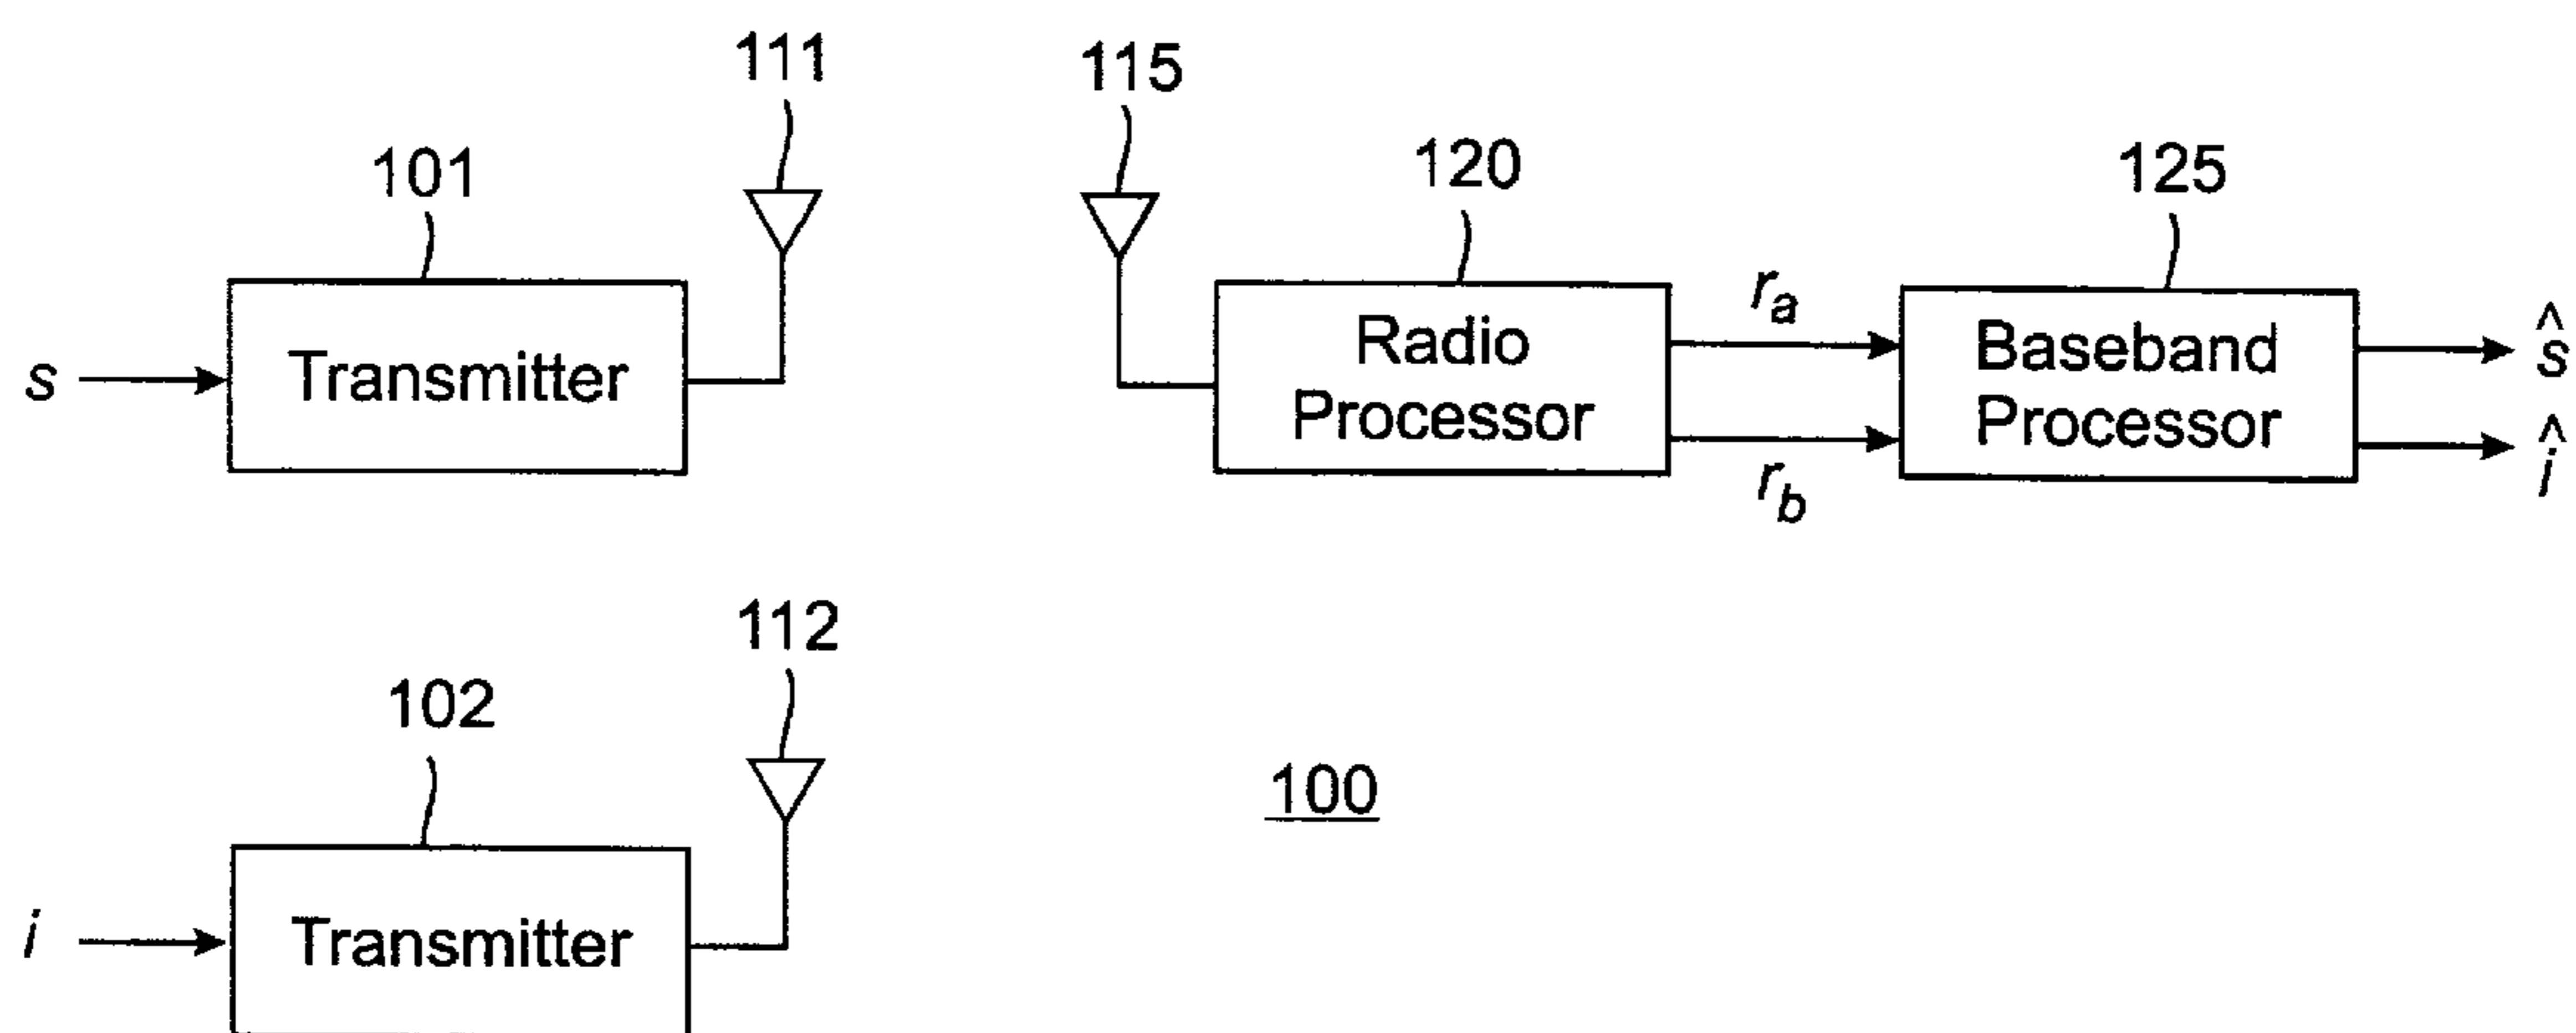 111
115
101
120
125
s
Transmitter
Radio
Processor
r_a
r_b
Baseband
Processor
ŝ
î
112
102
100
i
Transmitter